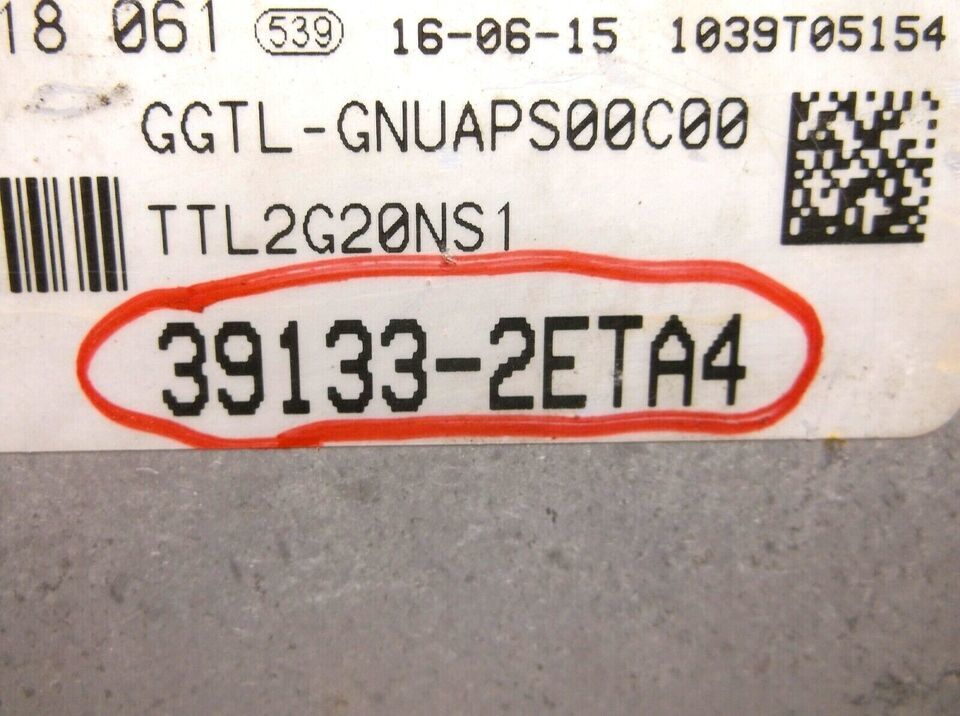 18 061 539 16-06-15 1039T05154
GGTL-GNUAPS00C00
TTL2G20NS1
39133-2ETA4